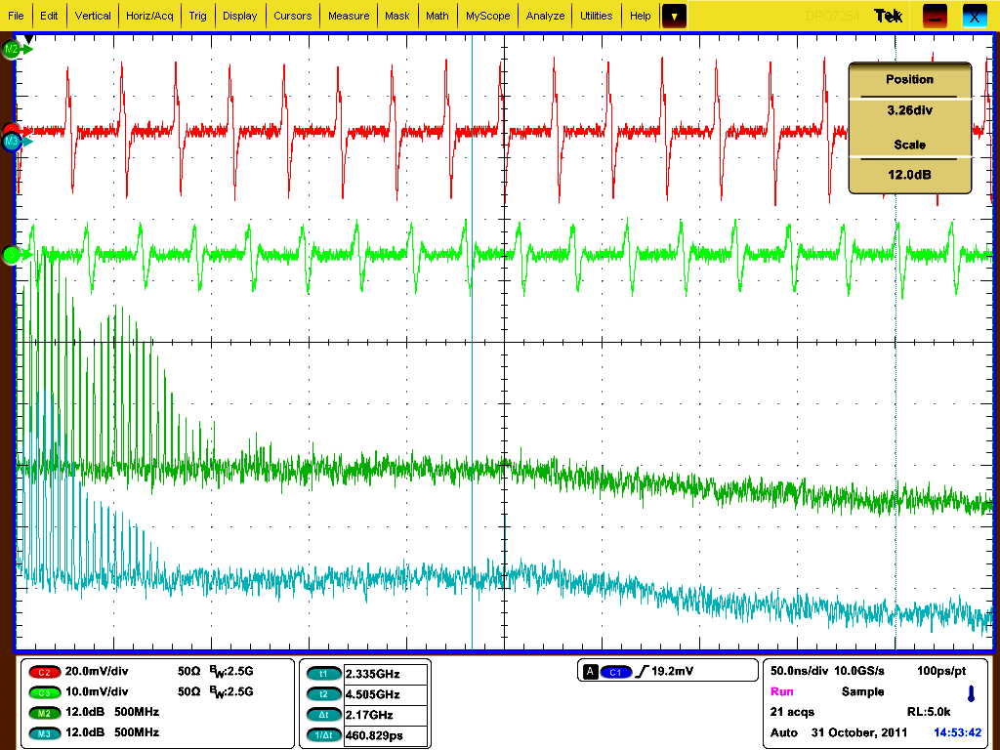 File Edit Vertical Horiz/Acq Trig Display Cursors Measure Mask Math MyScope Analyze Utilities Help DPO7254 Tek X
M2
Position
3.26div
Scale
12.0dB
M3
C2 20.0mV/div 50Ω BW:2.5G
C3 10.0mV/div 50Ω BW:2.5G
M2 12.0dB 500MHz
M3 12.0dB 500MHz
t1 2.335GHz
t2 4.505GHz
Δt 2.17GHz
1/Δt 460.829ps
A C1 19.2mV
50.0ns/div 10.0GS/s 100ps/pt
Run Sample
21 acqs RL:5.0k
Auto 31 October, 2011 14:53:42